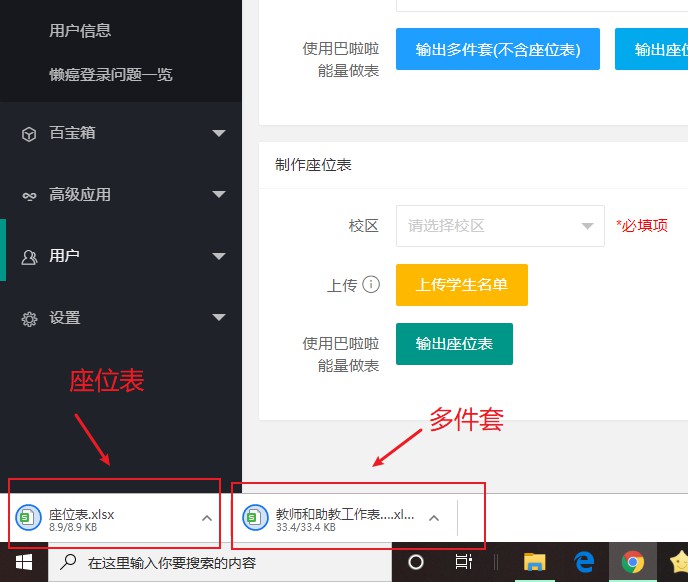 用户信息
懒癌登录问题一览
百宝箱
高级应用
用户
设置
使用巴啦啦
能量做表
输出多件套(不含座位表)
输出座位
制作座位表
校区
请选择校区
*必填项
上传
上传学生名单
使用巴啦啦
能量做表
输出座位表
座位表
多件套
座位表.xlsx
8.9/8.9 KB
教师和助教工作表....xl...
33.4/33.4 KB
在这里输入你要搜索的内容